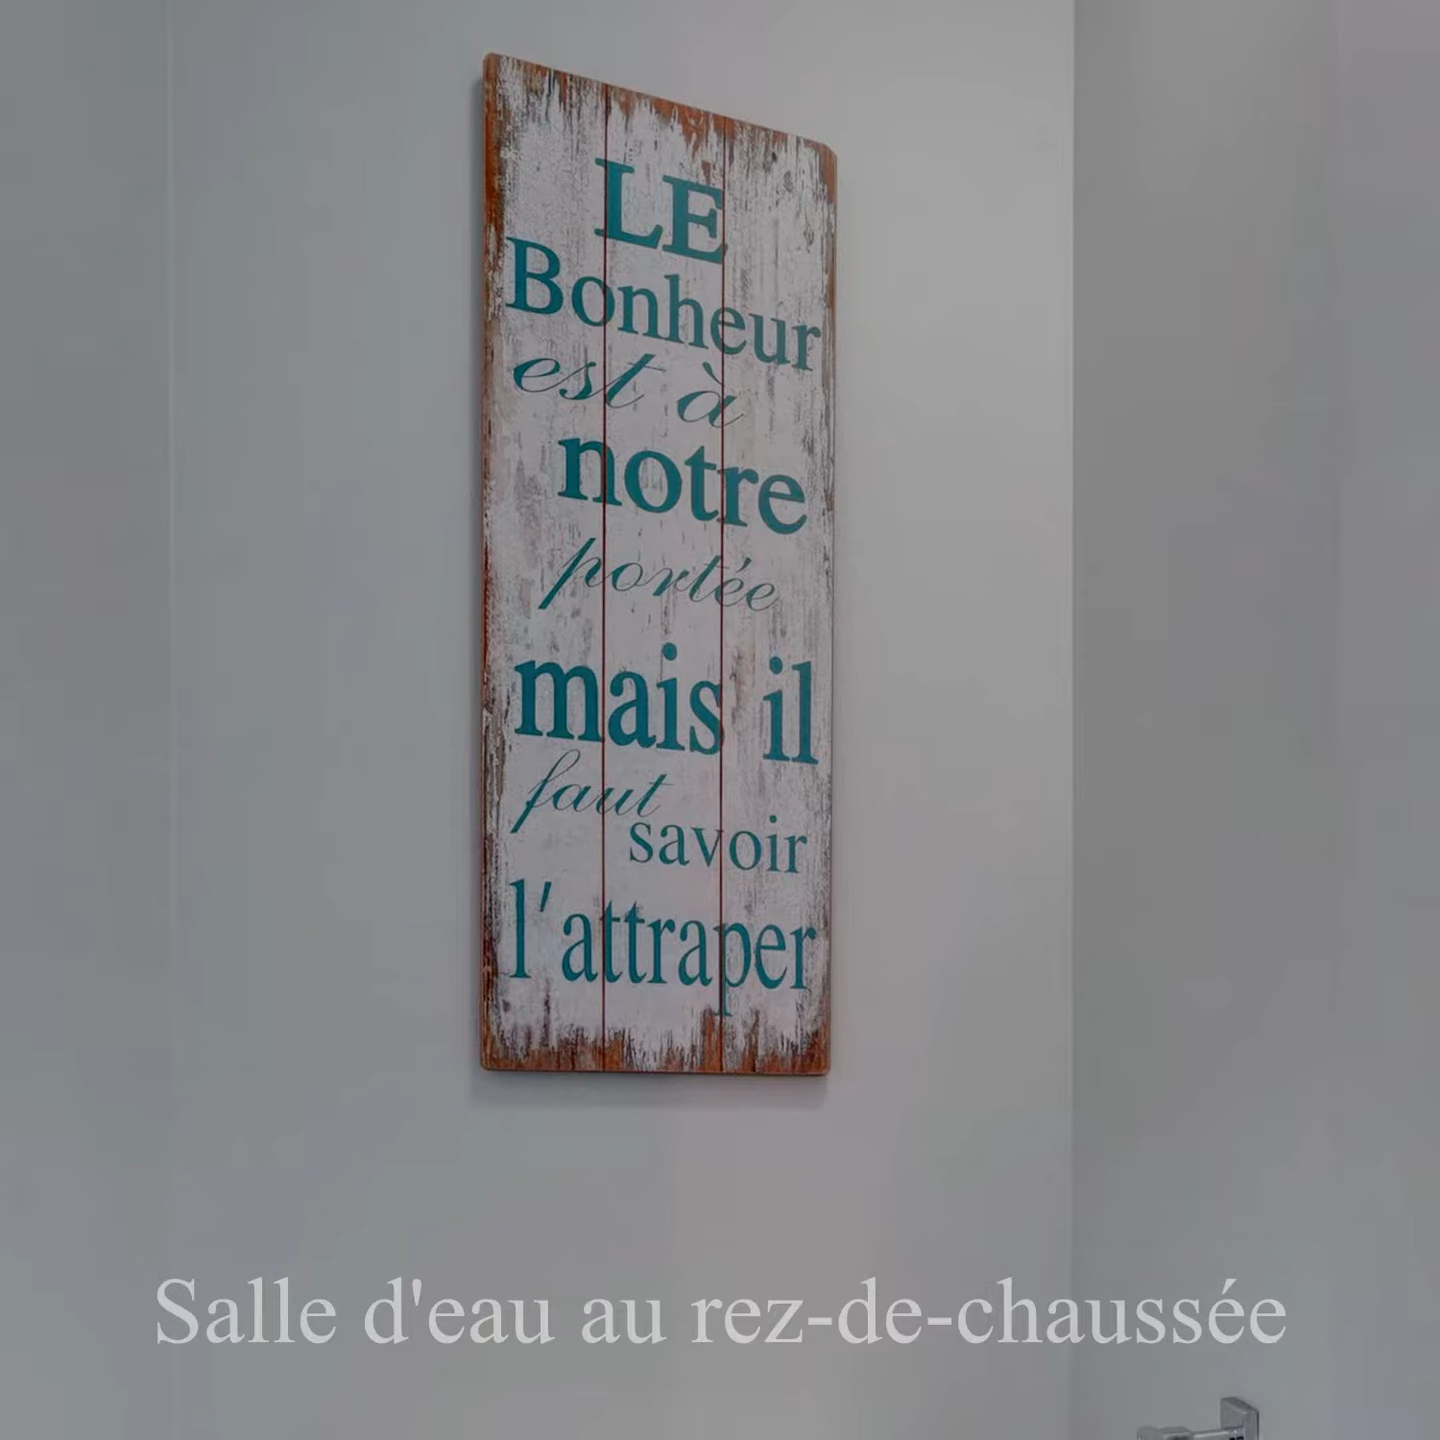 LE
Bonheur
est à
notre
portée
mais il
faut
savoir
l'attraper
Salle d'eau au rez-de-chaussée